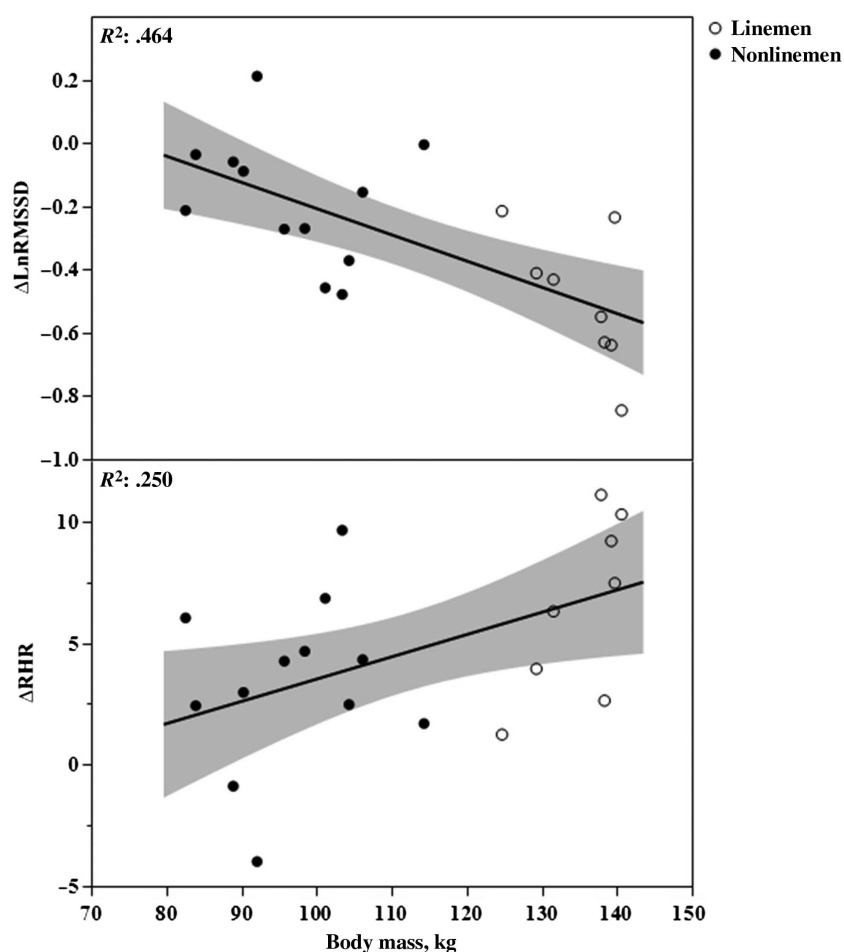 R²: .464
Linemen
Nonlinemen
0.2
0.0
−0.2
−0.4
−0.6
−0.8
−1.0
ΔLnRMSSD
R²: .250
10
5
0
−5
ΔRHR
70 80 90 100 110 120 130 140 150
Body mass, kg